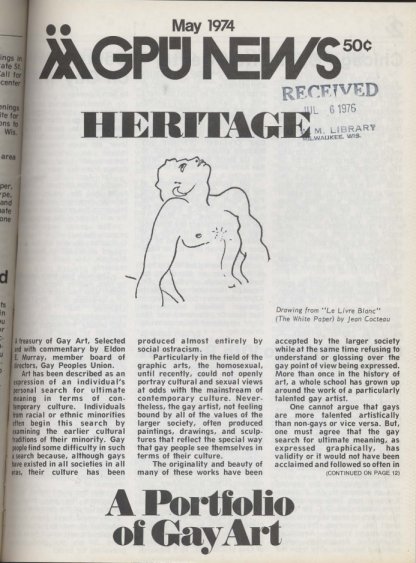 May 1974
GPU NEWS 50¢
RECEIVED
JUL 6 1976
M. LIBRARY
MILWAUKEE, WIS.
HERITAGE
Drawing from "Le Livre Blanc"
(The White Paper) by Jean Cocteau
A treasury of Gay Art, Selected
and with commentary by Eldon
E. Murray, member board of
directors, Gay Peoples Union.
Art has been described as an
expression of an individual's
personal search for ultimate
meaning in terms of con-
temporary culture. Individuals
from racial or ethnic minorities
often begin this search by
examining the earlier cultural
traditions of their minority. Gay
people find some difficulty in such
a search because, although gays
have existed in all societies in all
eras, their culture has been
produced almost entirely by
social ostracism.
Particularly in the field of the
graphic arts, the homosexual,
until recently, could not openly
portray cultural and sexual views
at odds with the mainstream of
contemporary culture. Never-
theless, the gay artist, not feeling
bound by all of the values of the
larger society, often produced
paintings, drawings, and sculp-
tures that reflect the special way
that gay people see themselves in
terms of their culture.
The originality and beauty of
many of these works have been
accepted by the larger society
while at the same time refusing to
understand or glossing over the
gay point of view being expressed.
More than once in the history of
art, a whole school has grown up
around the work of a particularly
talented gay artist.
One cannot argue that gays
are more talented artistically
than non-gays or vice versa. But,
one must agree that the gay
search for ultimate meaning, as
expressed graphically, has
validity or it would not have been
acclaimed and followed so often in
(CONTINUED ON PAGE 12)
A Portfolio
of Gay Art